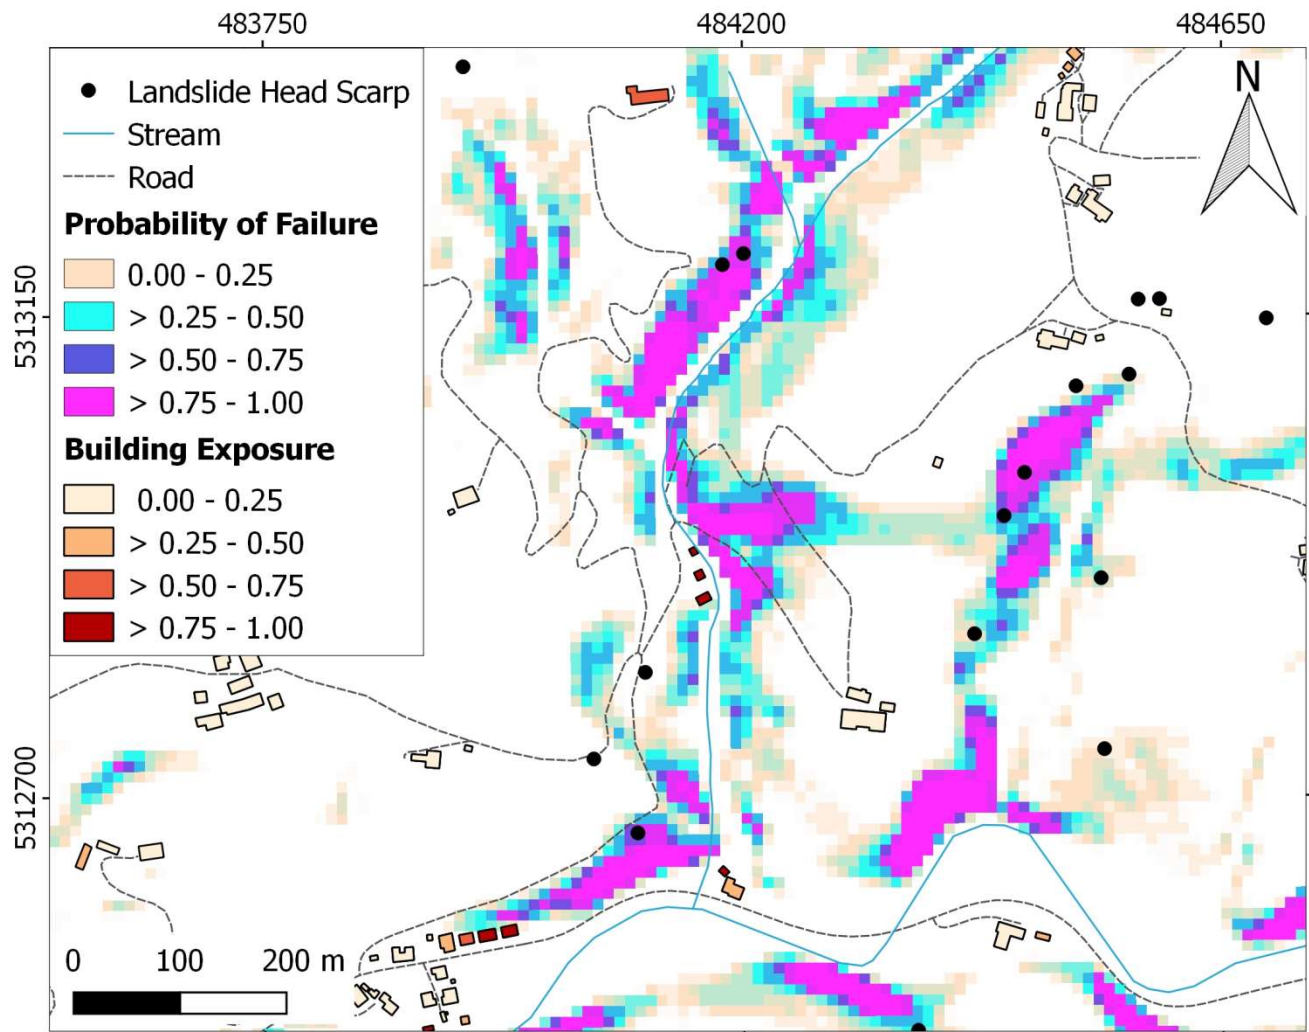 483750
484200
484650
N
Landslide Head Scarp
Stream
Road
Probability of Failure
0.00 - 0.25
> 0.25 - 0.50
> 0.50 - 0.75
> 0.75 - 1.00
Building Exposure
0.00 - 0.25
> 0.25 - 0.50
> 0.50 - 0.75
> 0.75 - 1.00
5313150
5312700
0 100 200 m